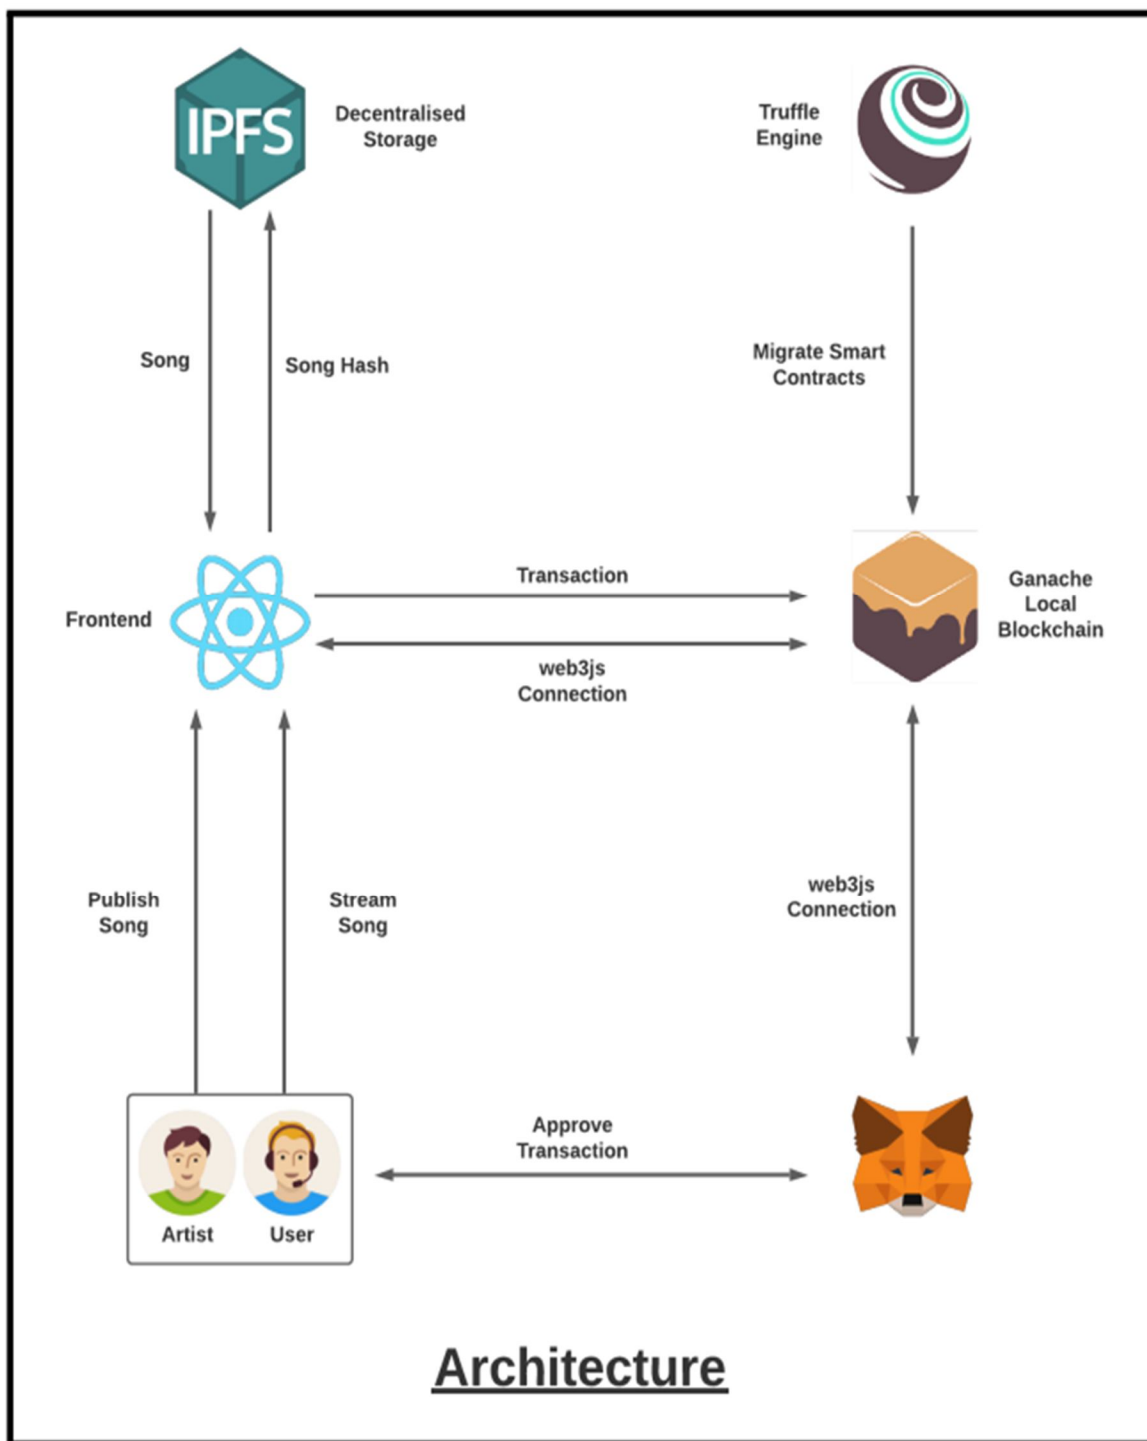 IPFS
Decentralised
Storage
Truffle
Engine
Song
Song Hash
Migrate Smart
Contracts
Frontend
Transaction
web3js
Connection
Ganache
Local
Blockchain
Publish
Song
Stream
Song
web3js
Connection
Artist
User
Approve
Transaction
Architecture